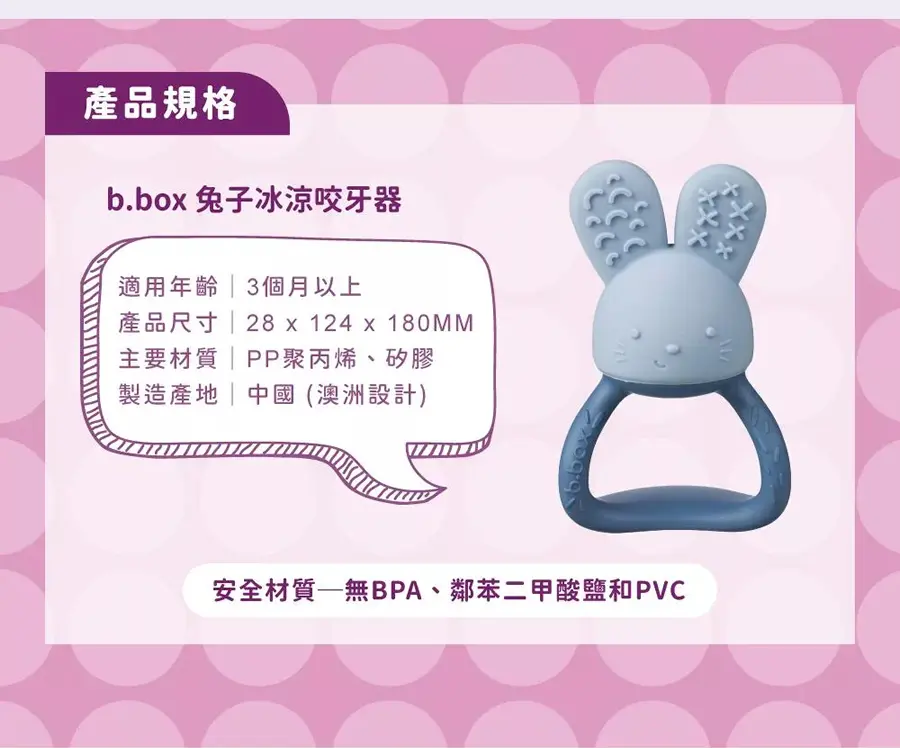 產品規格
b.box 兔子冰涼咬牙器
適用年齡｜3個月以上
產品尺寸｜28 x 124 x 180MM
主要材質｜PP聚丙烯、矽膠
製造產地｜中國 (澳洲設計)
b.box
安全材質─無BPA、鄰苯二甲酸鹽和PVC